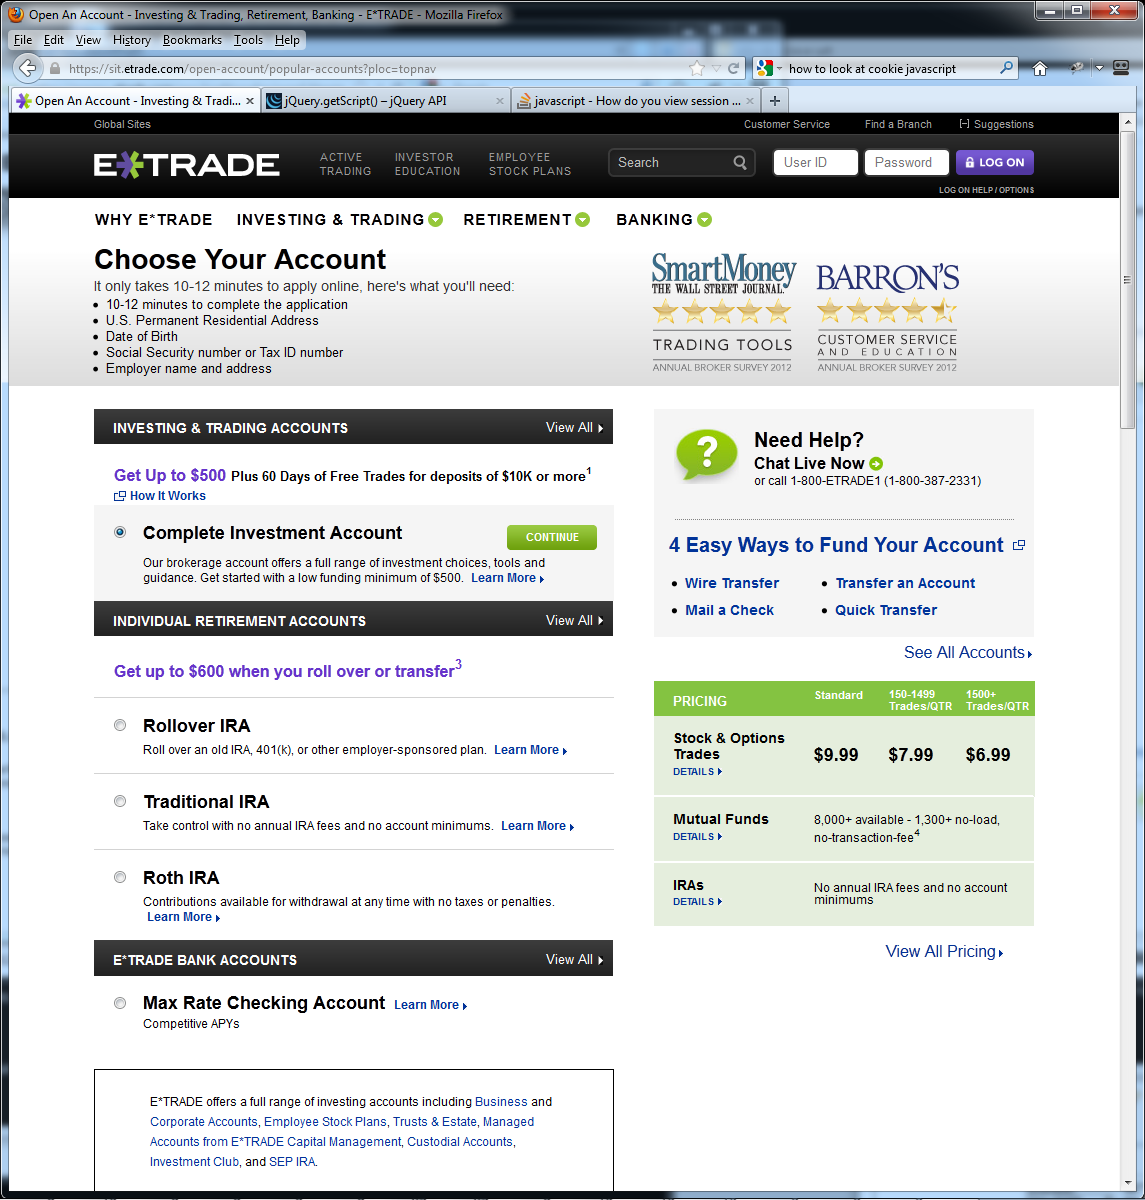 Open An Account - Investing & Trading, Retirement, Banking - E*TRADE - Mozilla Firefox
File Edit View History Bookmarks Tools Help
https://sit.etrade.com/open-account/popular-accounts?ploc=topnav
how to look at cookie javascript
Open An Account - Investing & Tradi...
jQuery.getScript() – jQuery API
javascript - How do you view session ...
Global Sites
Customer Service
Find a Branch
[-] Suggestions
E*TRADE
ACTIVE TRADING
INVESTOR EDUCATION
EMPLOYEE STOCK PLANS
Search
User ID
Password
LOG ON
LOG ON HELP / OPTIONS
WHY E*TRADE
INVESTING & TRADING
RETIREMENT
BANKING
Choose Your Account
It only takes 10-12 minutes to apply online, here's what you'll need:
• 10-12 minutes to complete the application
• U.S. Permanent Residential Address
• Date of Birth
• Social Security number or Tax ID number
• Employer name and address
SmartMoney
THE WALL STREET JOURNAL.
TRADING TOOLS
ANNUAL BROKER SURVEY 2012
BARRON'S
CUSTOMER SERVICE
AND EDUCATION
ANNUAL BROKER SURVEY 2012
INVESTING & TRADING ACCOUNTS
View All
Get Up to $500 Plus 60 Days of Free Trades for deposits of $10K or more1
How It Works
Complete Investment Account
CONTINUE
Our brokerage account offers a full range of investment choices, tools and
guidance. Get started with a low funding minimum of $500. Learn More
INDIVIDUAL RETIREMENT ACCOUNTS
View All
Get up to $600 when you roll over or transfer3
Rollover IRA
Roll over an old IRA, 401(k), or other employer-sponsored plan. Learn More
Traditional IRA
Take control with no annual IRA fees and no account minimums. Learn More
Roth IRA
Contributions available for withdrawal at any time with no taxes or penalties.
Learn More
E*TRADE BANK ACCOUNTS
View All
Max Rate Checking Account Learn More
Competitive APYs
E*TRADE offers a full range of investing accounts including Business and
Corporate Accounts, Employee Stock Plans, Trusts & Estate, Managed
Accounts from E*TRADE Capital Management, Custodial Accounts,
Investment Club, and SEP IRA.
?
Need Help?
Chat Live Now
or call 1-800-ETRADE1 (1-800-387-2331)
4 Easy Ways to Fund Your Account
• Wire Transfer
• Transfer an Account
• Mail a Check
• Quick Transfer
See All Accounts
PRICING
Standard
150-1499 Trades/QTR
1500+ Trades/QTR
Stock & Options
Trades
DETAILS
$9.99
$7.99
$6.99
Mutual Funds
DETAILS
8,000+ available - 1,300+ no-load,
no-transaction-fee4
IRAs
DETAILS
No annual IRA fees and no account
minimums
View All Pricing